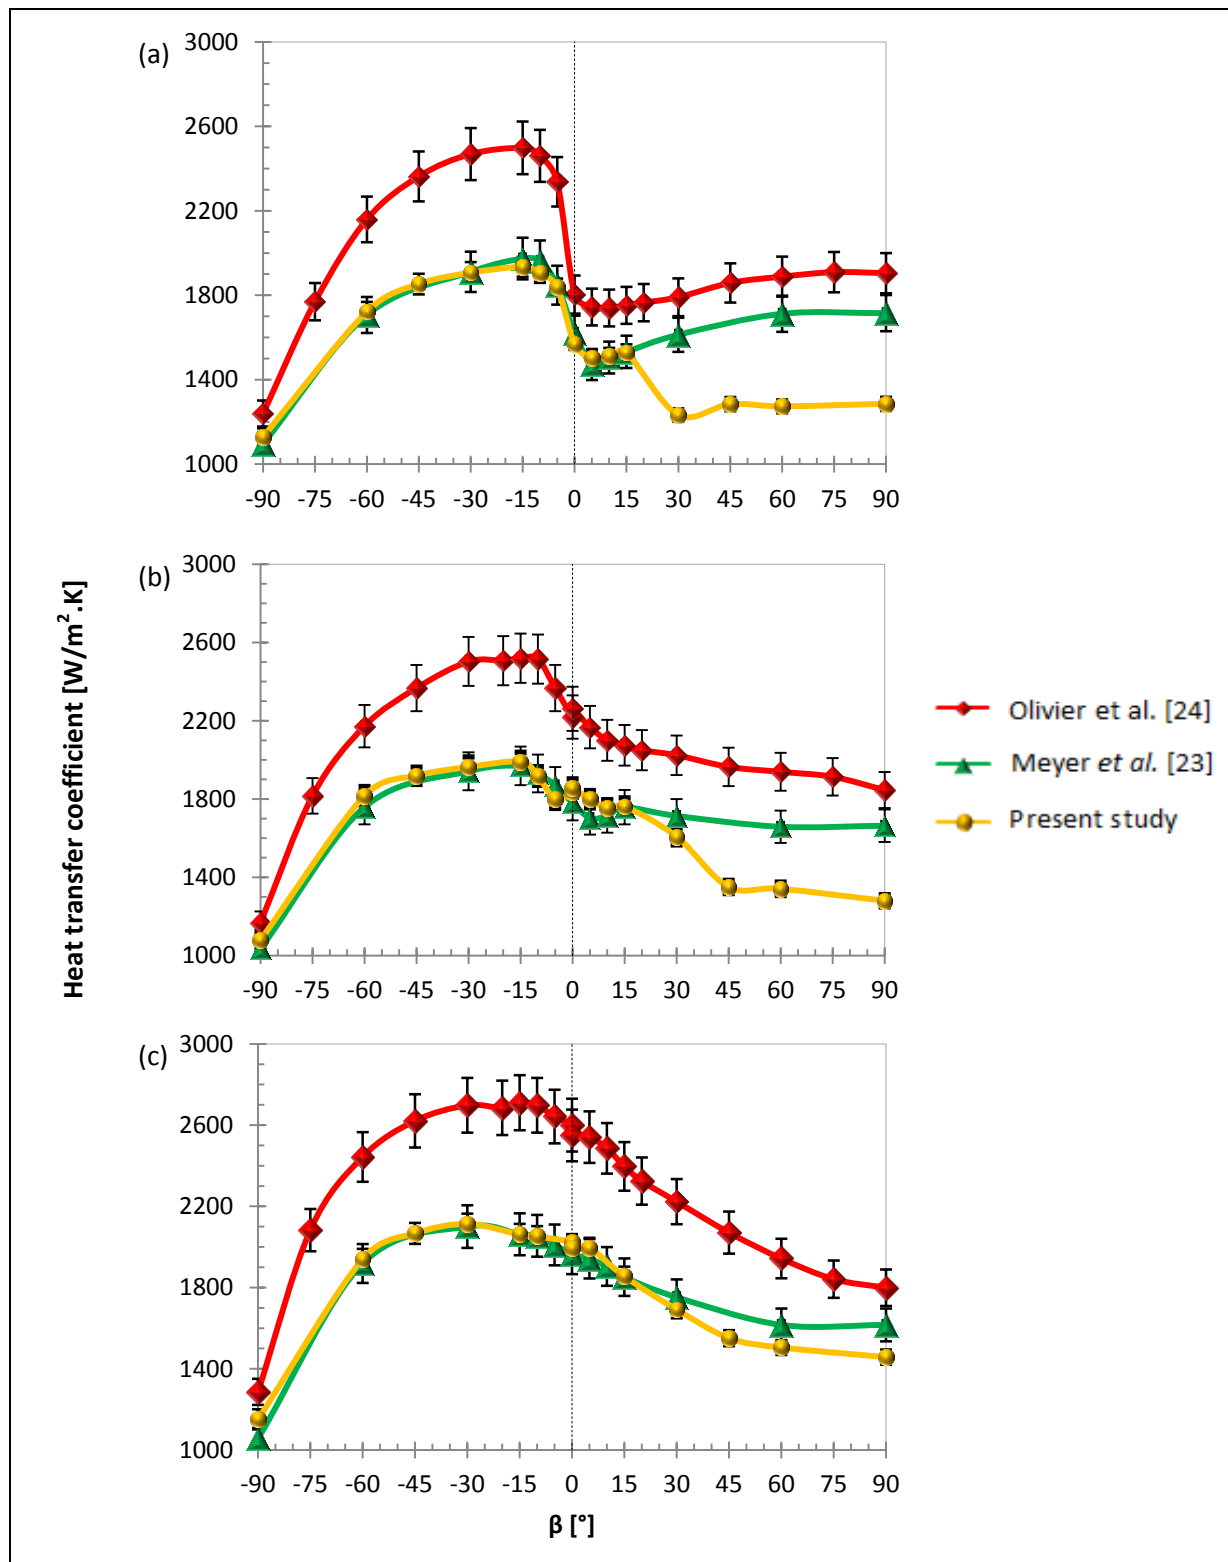 (a)
3000
2600
2200
1800
1400
1000
-90 -75 -60 -45 -30 -15 0 15 30 45 60 75 90
(b)
3000
2600
2200
1800
1400
1000
-90 -75 -60 -45 -30 -15 0 15 30 45 60 75 90
Heat transfer coefficient [W/m².K]
Olivier et al. [24]
Meyer et al. [23]
Present study
(c)
3000
2600
2200
1800
1400
1000
-90 -75 -60 -45 -30 -15 0 15 30 45 60 75 90
β [°]